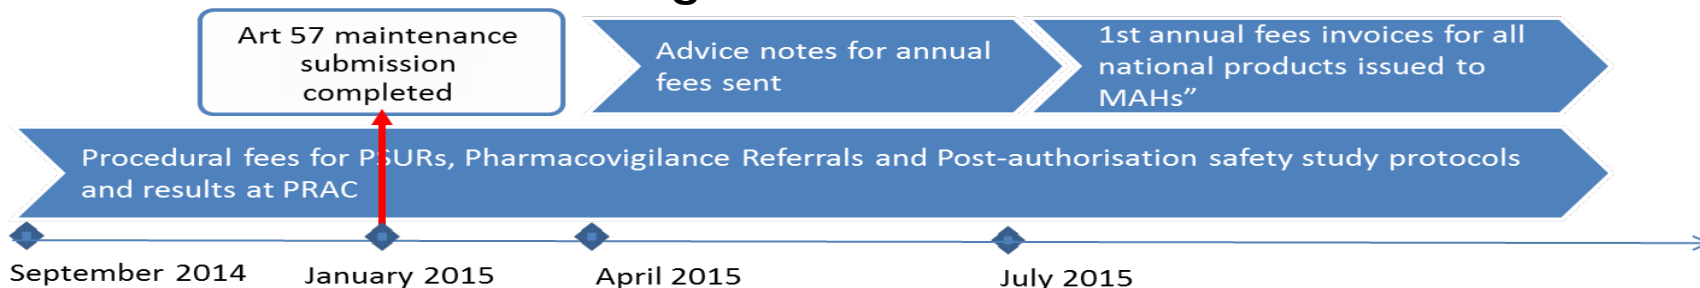 Art 57 maintenance
submission
completed
Advice notes for annual
fees sent
1st annual fees invoices for all
national products issued to
MAHs”
Procedural fees for PSURs, Pharmacovigilance Referrals and Post-authorisation safety study protocols
and results at PRAC
September 2014
January 2015
April 2015
July 2015